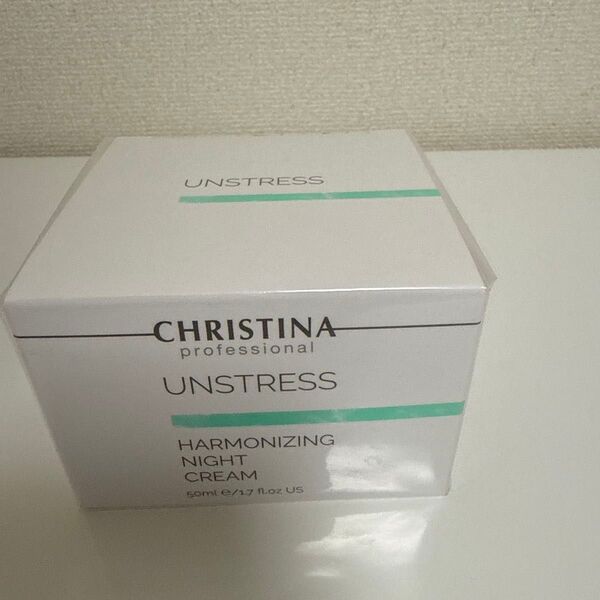 UNSTRESS
CHRISTINA
professional
UNSTRESS
HARMONIZING
NIGHT
CREAM
50ml e/1.7 fl.oz US